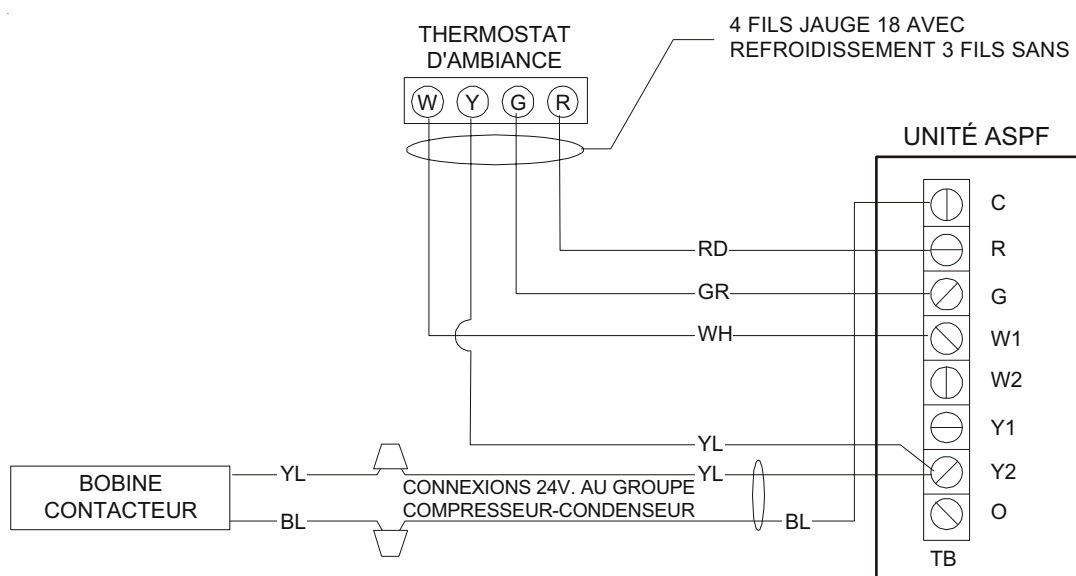 4 FILS JAUGE 18 AVEC
REFROIDISSEMENT 3 FILS SANS
THERMOSTAT
D'AMBIANCE
W Y G R
UNITÉ ASPF
C
RD R
GR G
WH W1
W2
Y1
YL
YL YL Y2
BOBINE
CONTACTEUR
CONNEXIONS 24V. AU GROUPE
COMPRESSEUR-CONDENSEUR
BL BL O
TB